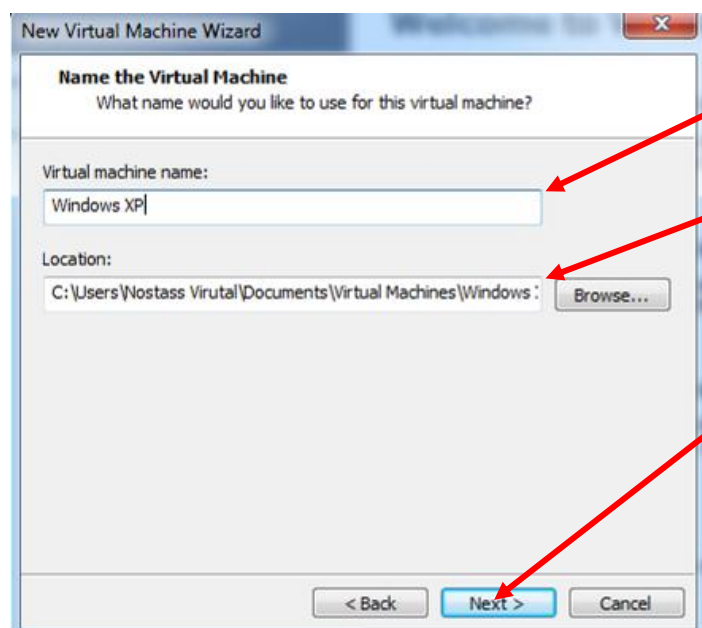 New Virtual Machine Wizard
Name the Virtual Machine
What name would you like to use for this virtual machine?
Virtual machine name:
Windows XP
Location:
C:\Users\Nostass Virutal\Documents\Virtual Machines\Windows
Browse...
< Back Next > Cancel